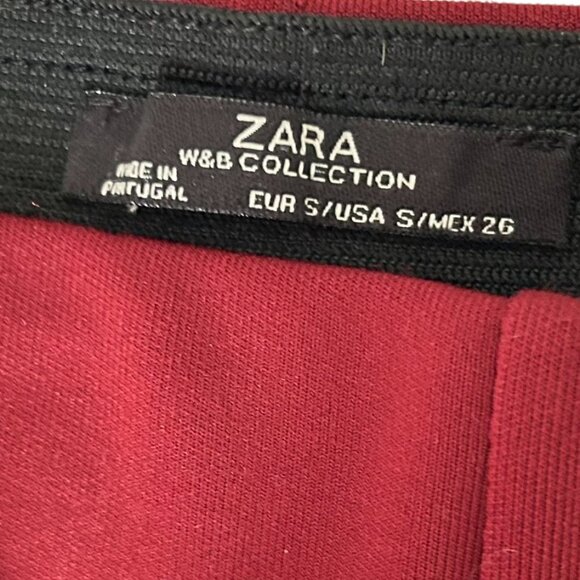 ZARA
W&B COLLECTION
MADE IN
PORTUGAL
EUR S/USA S/MEX 26